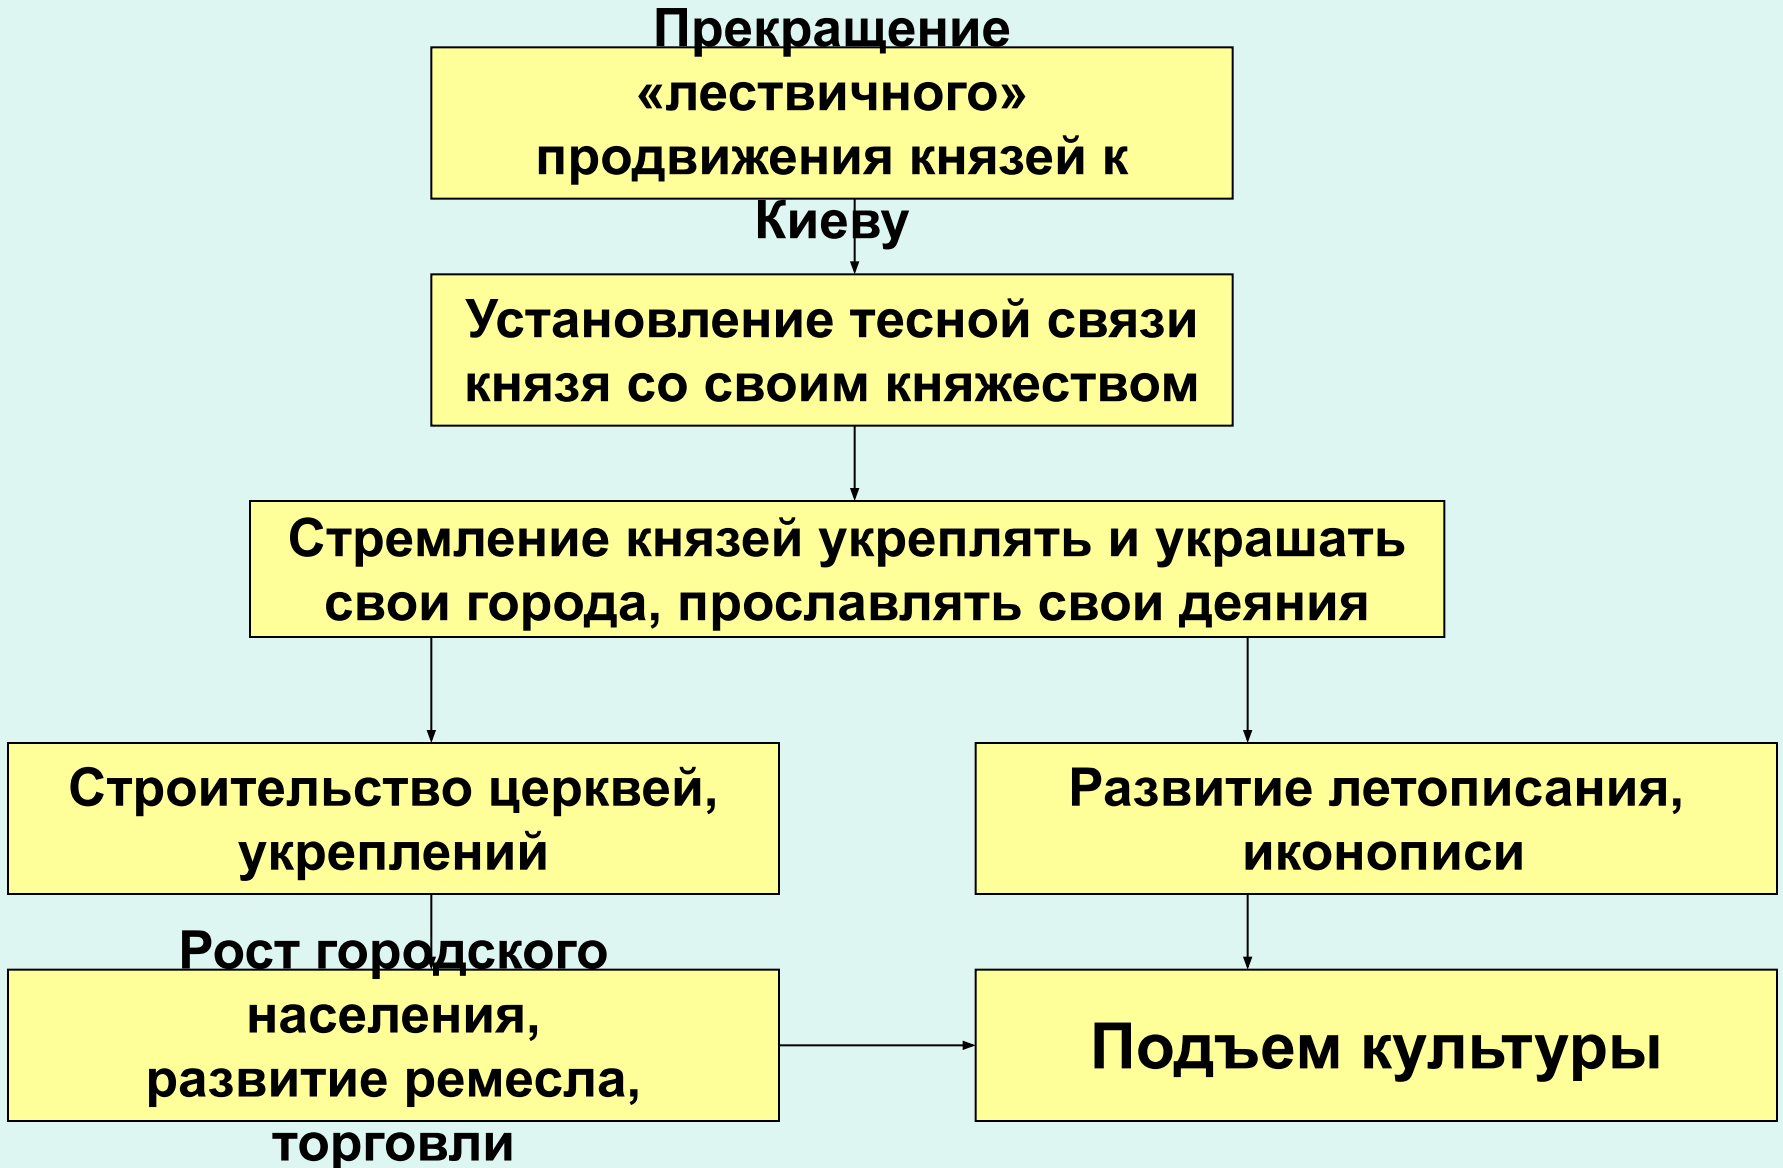 Прекращение
«лествичного»
продвижения князей к
Киеву
Установление тесной связи
князя со своим княжеством
Стремление князей укреплять и украшать
свои города, прославлять свои деяния
Строительство церквей,
укреплений
Развитие летописания,
иконописи
Рост городского
населения,
развитие ремесла,
торговли
Подъем культуры